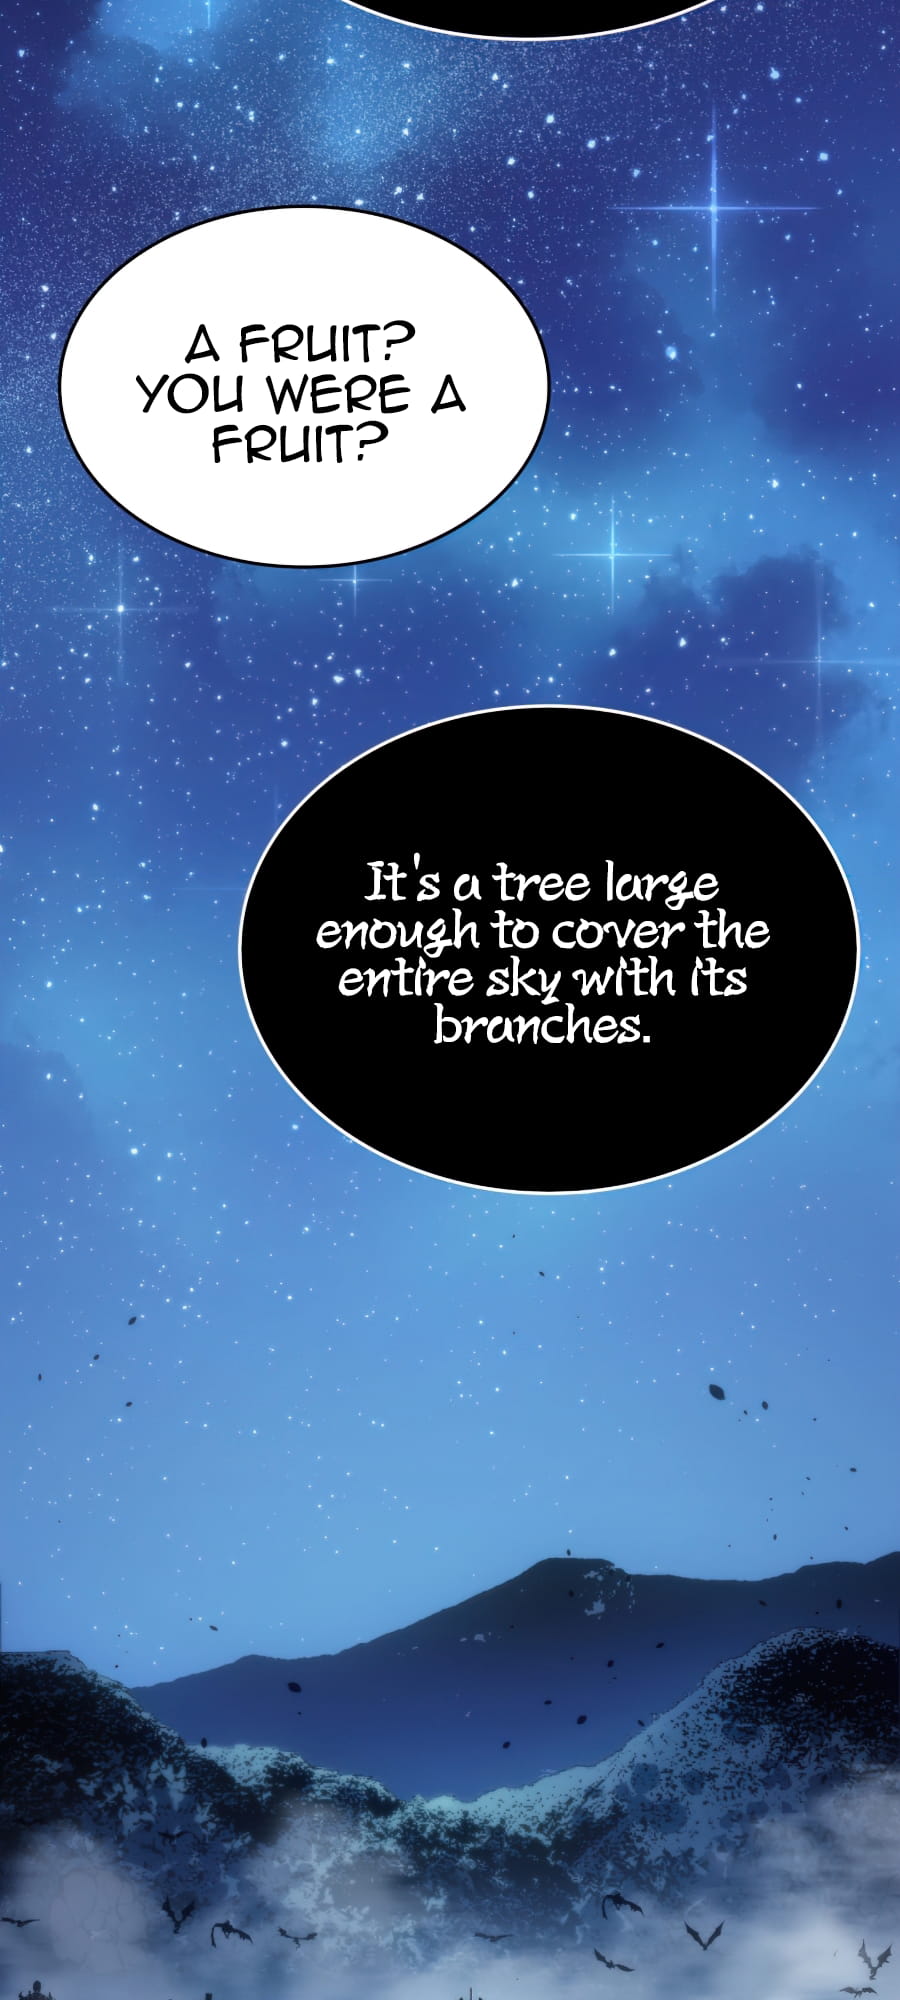 A FRUIT?
YOU WERE A
FRUIT?
It's a tree large
enough to cover the
entire sky with its
branches.